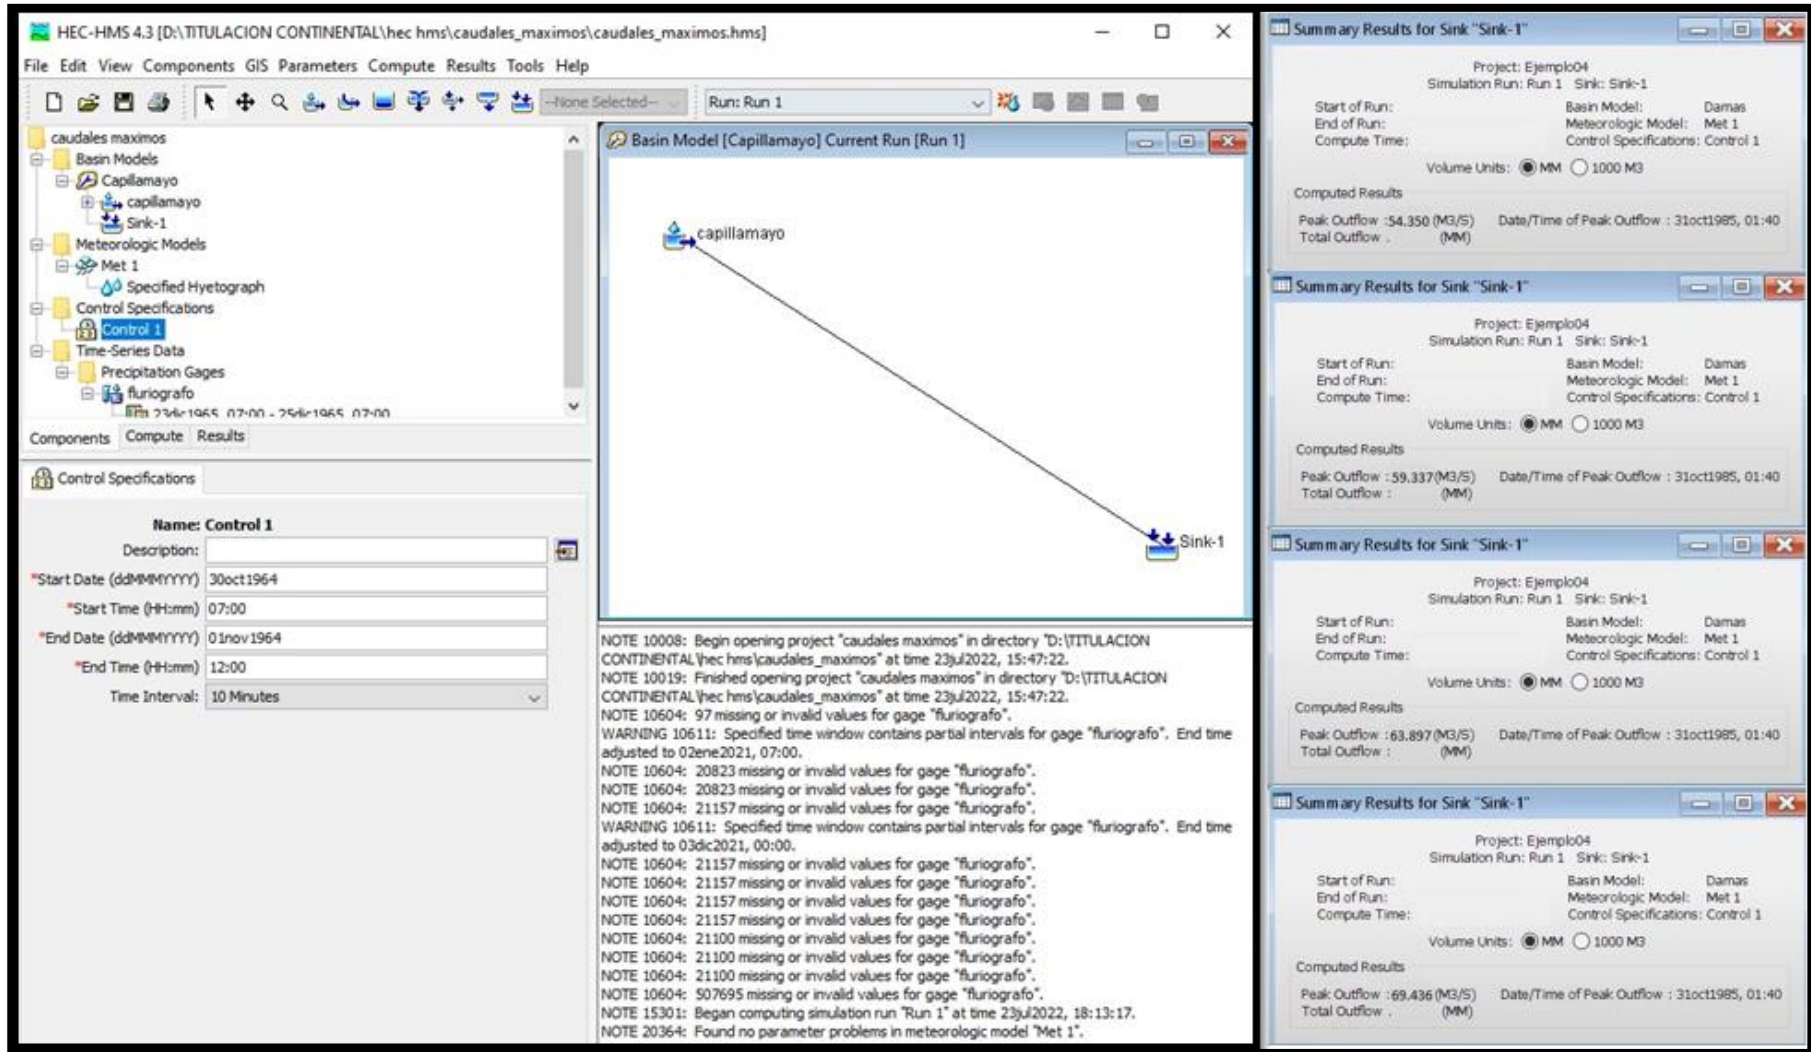 HEC-HMS 4.3 [D:\TITULACION CONTINENTAL\hec hms\caudales_maximos\caudales_maximos.hms]
File Edit View Components GIS Parameters Compute Results Tools Help
--None Selected--
Run: Run 1
caudales maximos
Basin Models
Capillamayo
capillamayo
Sink-1
Meteorologic Models
Met 1
Specified Hyetograph
Control Specifications
Control 1
Time-Series Data
Precipitation Gages
fluriografo
23dic1965, 07:00 - 25dic1965, 07:00
Components Compute Results
Control Specifications
Name: Control 1
Description:
*Start Date (ddMMMYYYY) 30oct1964
*Start Time (HH:mm) 07:00
*End Date (ddMMMYYYY) 01nov1964
*End Time (HH:mm) 12:00
Time Interval: 10 Minutes
Basin Model [Capillamayo] Current Run [Run 1]
capillamayo
Sink-1
NOTE 10008: Begin opening project "caudales maximos" in directory "D:\TITULACION
CONTINENTAL\hec hms\caudales_maximos" at time 23jul2022, 15:47:22.
NOTE 10019: Finished opening project "caudales maximos" in directory "D:\TITULACION
CONTINENTAL\hec hms\caudales_maximos" at time 23jul2022, 15:47:22.
NOTE 10604: 97 missing or invalid values for gage "fluriografo".
WARNING 10611: Specified time window contains partial intervals for gage "fluriografo". End time
adjusted to 02ene2021, 07:00.
NOTE 10604: 20823 missing or invalid values for gage "fluriografo".
NOTE 10604: 20823 missing or invalid values for gage "fluriografo".
NOTE 10604: 21157 missing or invalid values for gage "fluriografo".
WARNING 10611: Specified time window contains partial intervals for gage "fluriografo". End time
adjusted to 03dic2021, 00:00.
NOTE 10604: 21157 missing or invalid values for gage "fluriografo".
NOTE 10604: 21157 missing or invalid values for gage "fluriografo".
NOTE 10604: 21157 missing or invalid values for gage "fluriografo".
NOTE 10604: 21157 missing or invalid values for gage "fluriografo".
NOTE 10604: 21100 missing or invalid values for gage "fluriografo".
NOTE 10604: 21100 missing or invalid values for gage "fluriografo".
NOTE 10604: 21100 missing or invalid values for gage "fluriografo".
NOTE 10604: 507695 missing or invalid values for gage "fluriografo".
NOTE 15301: Began computing simulation run "Run 1" at time 23jul2022, 18:13:17.
NOTE 20364: Found no parameter problems in meteorologic model "Met 1".
Summary Results for Sink "Sink-1"
Project: Ejemplo04
Simulation Run: Run 1 Sink: Sink-1
Start of Run: Basin Model: Damas
End of Run: Meteorologic Model: Met 1
Compute Time: Control Specifications: Control 1
Volume Units: MM 1000 M3
Computed Results
Peak Outflow :54.350 (M3/S) Date/Time of Peak Outflow : 31oct1985, 01:40
Total Outflow . (MM)
Summary Results for Sink "Sink-1"
Project: Ejemplo04
Simulation Run: Run 1 Sink: Sink-1
Start of Run: Basin Model: Damas
End of Run: Meteorologic Model: Met 1
Compute Time: Control Specifications: Control 1
Volume Units: MM 1000 M3
Computed Results
Peak Outflow : 59.337(M3/S) Date/Time of Peak Outflow : 31oct1985, 01:40
Total Outflow : (MM)
Summary Results for Sink "Sink-1"
Project: Ejemplo04
Simulation Run: Run 1 Sink: Sink-1
Start of Run: Basin Model: Damas
End of Run: Meteorologic Model: Met 1
Compute Time: Control Specifications: Control 1
Volume Units: MM 1000 M3
Computed Results
Peak Outflow :63.897(M3/S) Date/Time of Peak Outflow : 31oct1985, 01:40
Total Outflow : (MM)
Summary Results for Sink "Sink-1"
Project: Ejemplo04
Simulation Run: Run 1 Sink: Sink-1
Start of Run: Basin Model: Damas
End of Run: Meteorologic Model: Met 1
Compute Time: Control Specifications: Control 1
Volume Units: MM 1000 M3
Computed Results
Peak Outflow :69.436 (M3/S) Date/Time of Peak Outflow : 31oct1985, 01:40
Total Outflow . (MM)